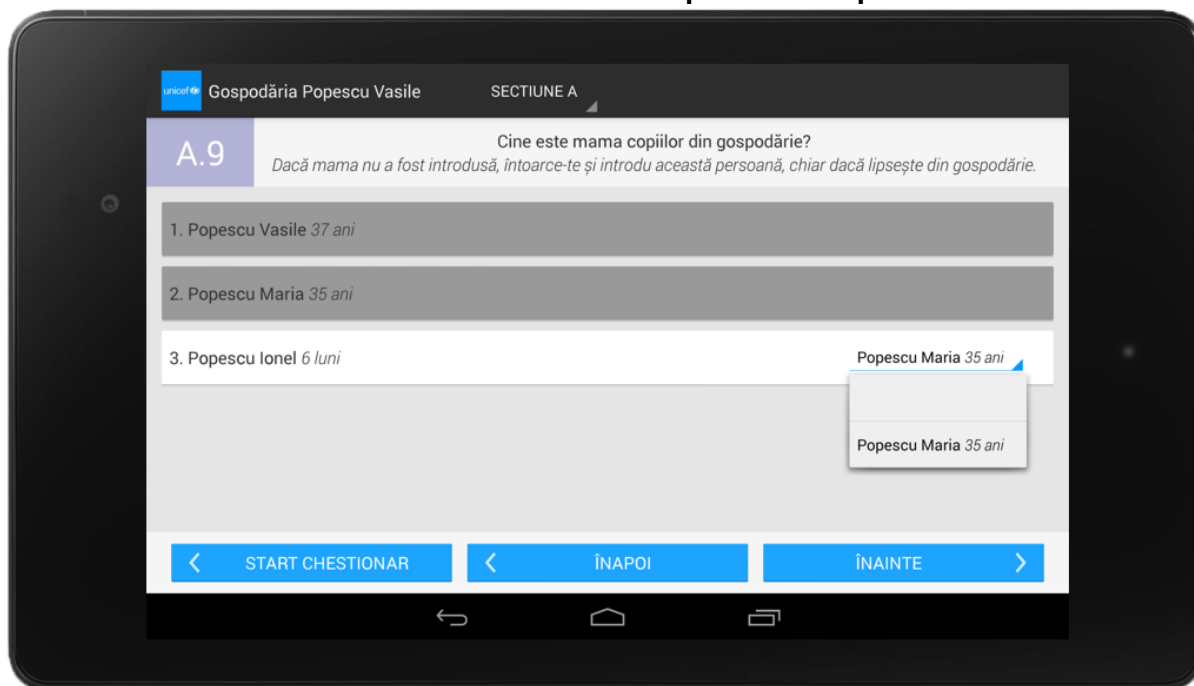 unicef
Gospodăria Popescu Vasile
SECTIUNE A
A.9
Cine este mama copiilor din gospodărie?
Dacă mama nu a fost introdusă, întoarce-te și introdu această persoană, chiar dacă lipsește din gospodărie.
1. Popescu Vasile 37 ani
2. Popescu Maria 35 ani
3. Popescu Ionel 6 luni
Popescu Maria 35 ani
Popescu Maria 35 ani
START CHESTIONAR
ÎNAPOI
ÎNAINTE